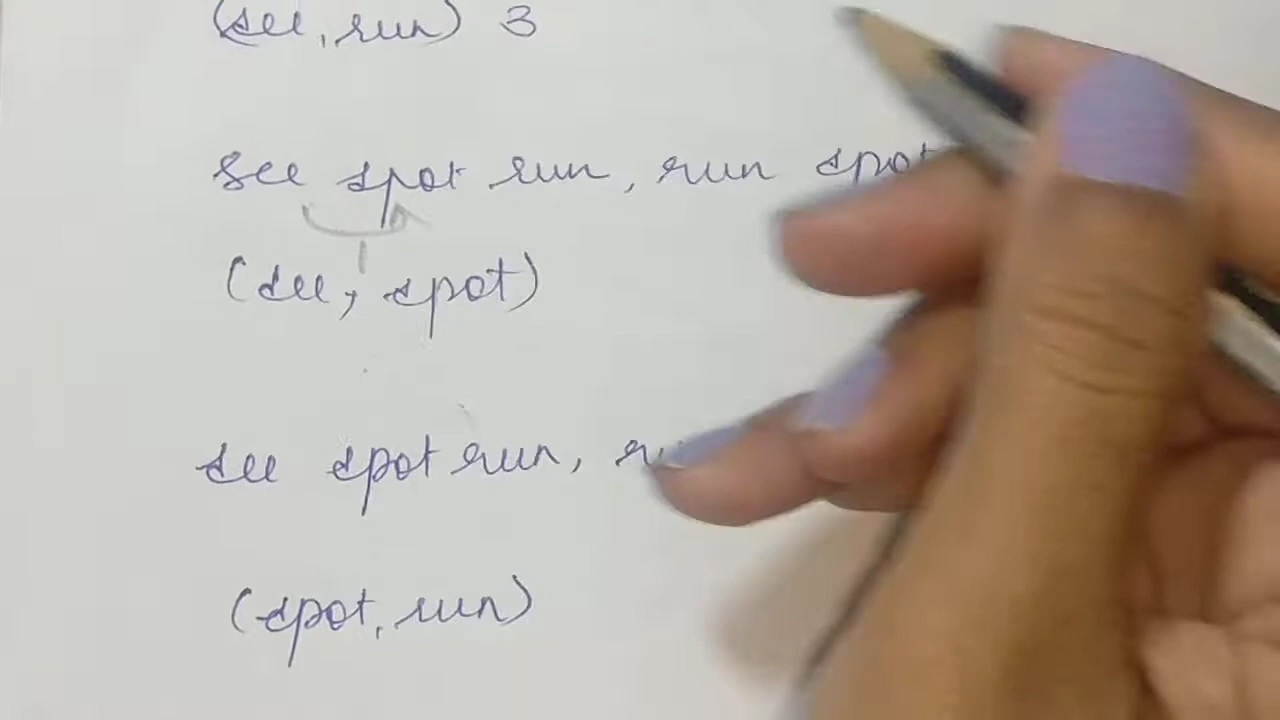 (see, run) 3
see spot run, run spot
(see, spot)
see spot run,
(spot, run)